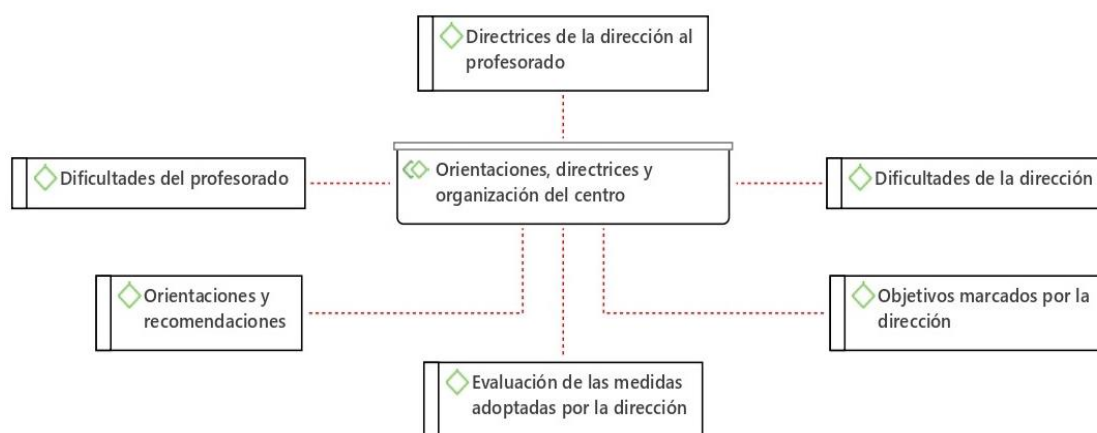 Directrices de la dirección al
profesorado
Dificultades del profesorado
Orientaciones, directrices y
organización del centro
Dificultades de la dirección
Orientaciones y
recomendaciones
Objetivos marcados por la
dirección
Evaluación de las medidas
adoptadas por la dirección